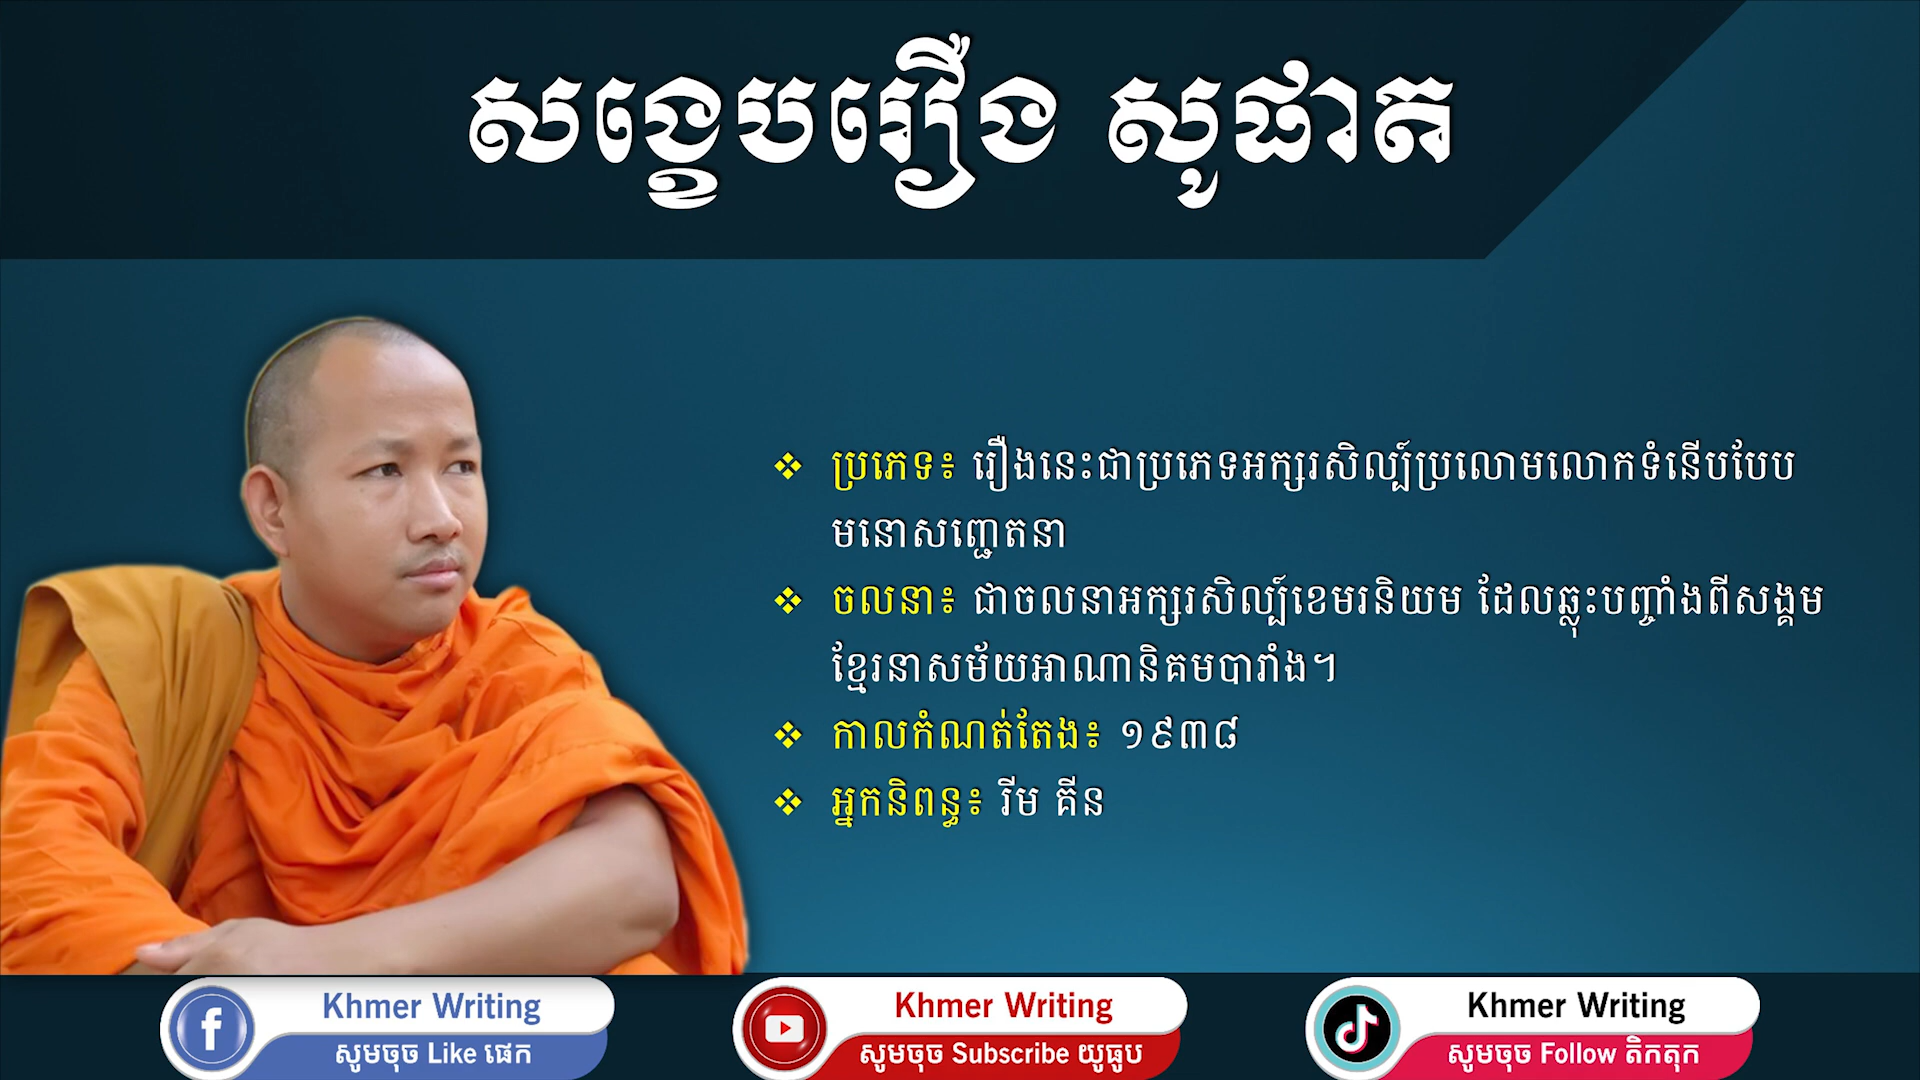 សង្ខេបរឿង សូផាត
❖ ប្រភេទ៖ រឿងនេះជាប្រភេទអក្សរសិល្ប៍ប្រលោមលោកទំនើបបែប
មនោសញ្ចេតនា
❖ ចលនា៖ ជាចលនាអក្សរសិល្ប៍ខេមរនិយម ដែលឆ្លុះបញ្ចាំងពីសង្គម
ខ្មែរនាសម័យអាណានិគមបារាំង។
❖ កាលកំណត់តែង៖ ១៩៣៨
❖ អ្នកនិពន្ធ៖ រីម គីន
Khmer Writing
សូមចុច Like ផេក
Khmer Writing
សូមចុច Subscribe យូធូប
Khmer Writing
សូមចុច Follow តិកតុក